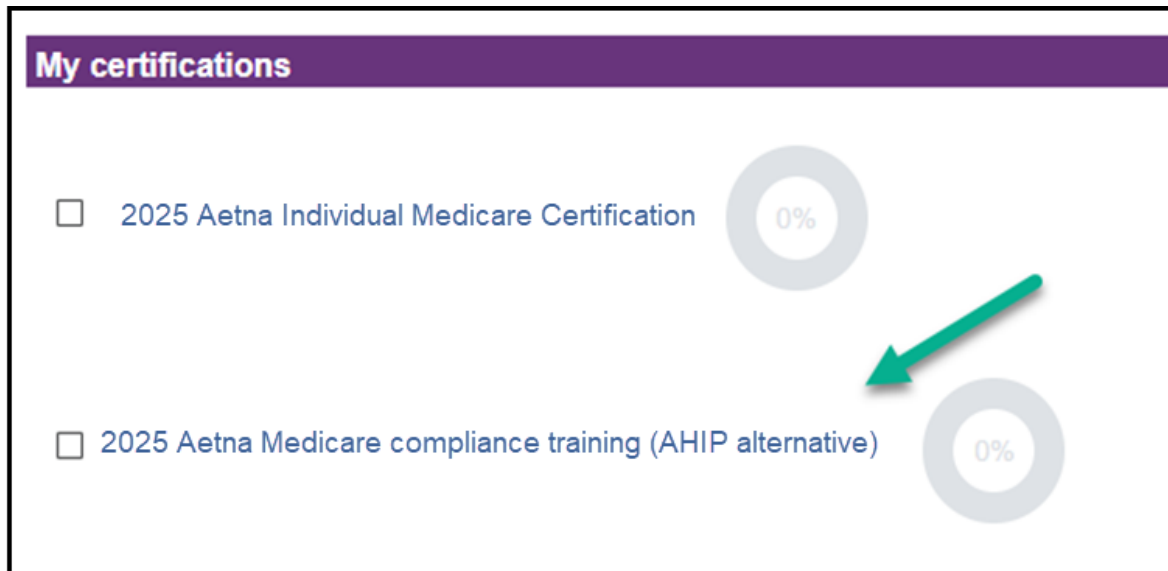 My certifications
2025 Aetna Individual Medicare Certification
0%
2025 Aetna Medicare compliance training (AHIP alternative)
0%